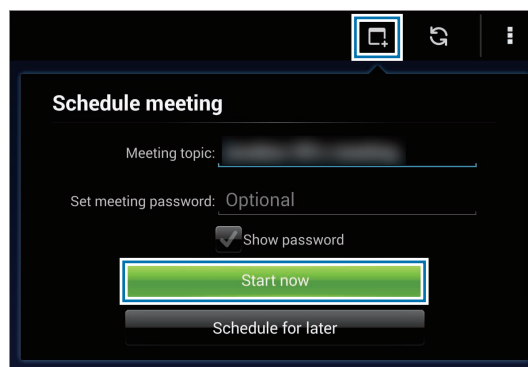 Schedule meeting
Meeting topic:
Set meeting password: Optional
Show password
Start now
Schedule for later